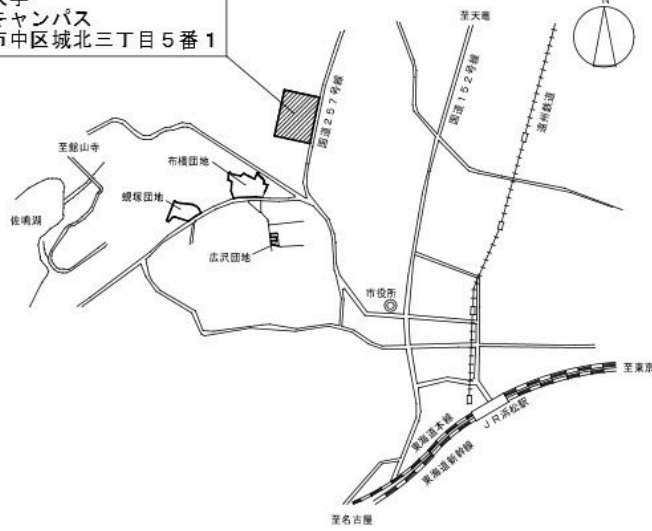 キャンパス
市中区城北三丁目5番1
至天竜
N
国道257号線
国道152号線
遠州鉄道
至館山寺
布橋団地
蜆塚団地
佐鳴湖
広沢団地
市役所
至東京
JR浜松駅
東海道本線
東海道新幹線
至名古屋